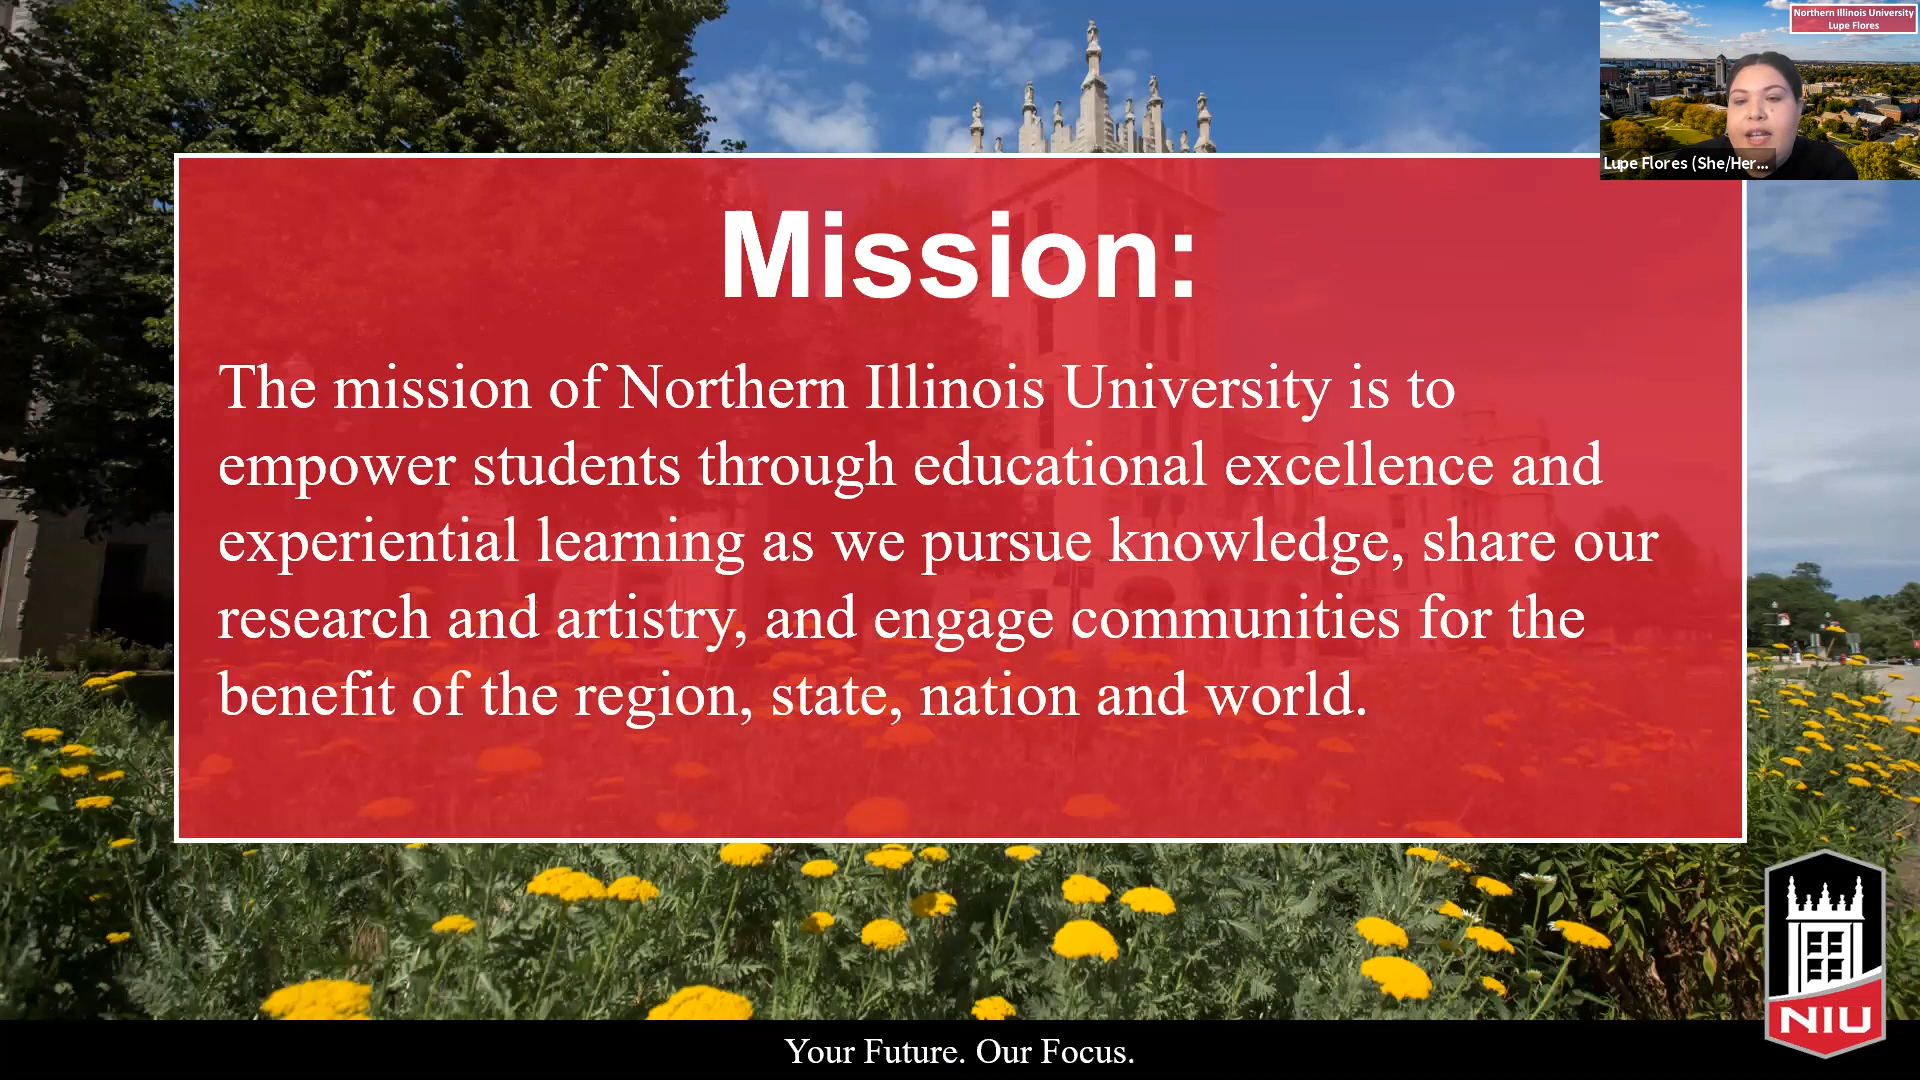 Northern Illinois University
Lupe Flores
Lupe Flores (She/Her...
Mission:
The mission of Northern Illinois University is to
empower students through educational excellence and
experiential learning as we pursue knowledge, share our
research and artistry, and engage communities for the
benefit of the region, state, nation and world.
NIU
Your Future. Our Focus.